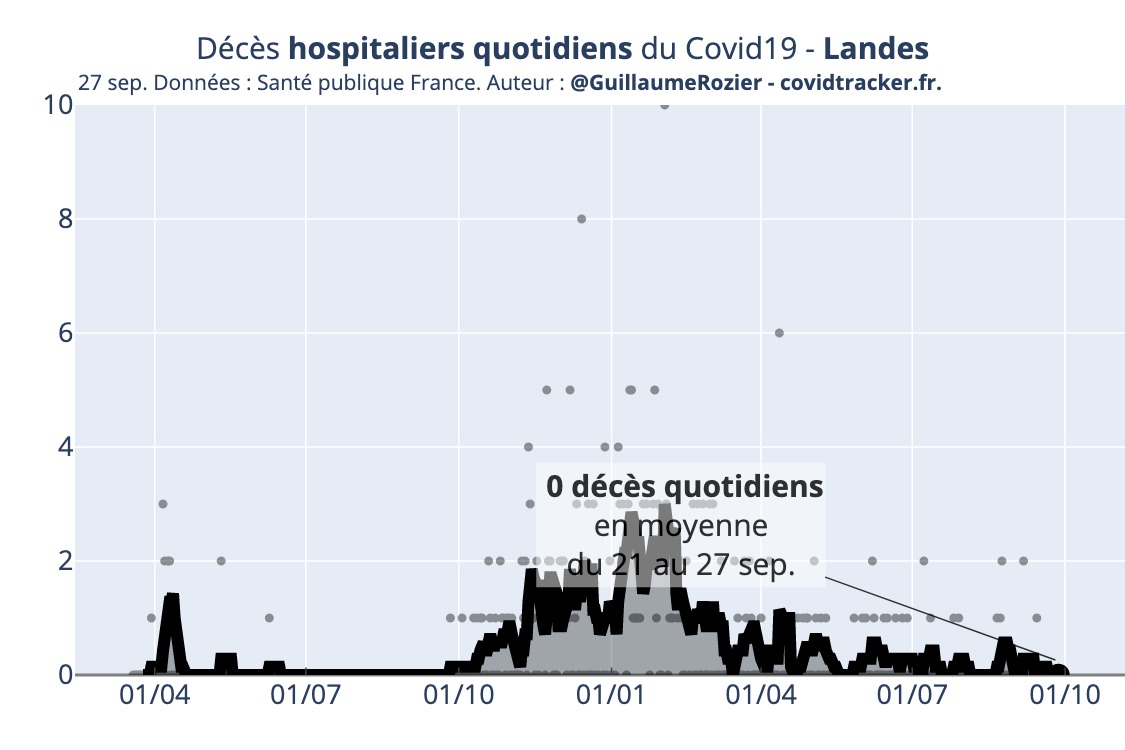 Décès hospitaliers quotidiens du Covid19 - Landes
27 sep. Données : Santé publique France. Auteur : @GuillaumeRozier - covidtracker.fr.
10
8
6
4
0 décès quotidiens
en moyenne
du 21 au 27 sep.
2
0
01/04 01/07 01/10 01/01 01/04 01/07 01/10